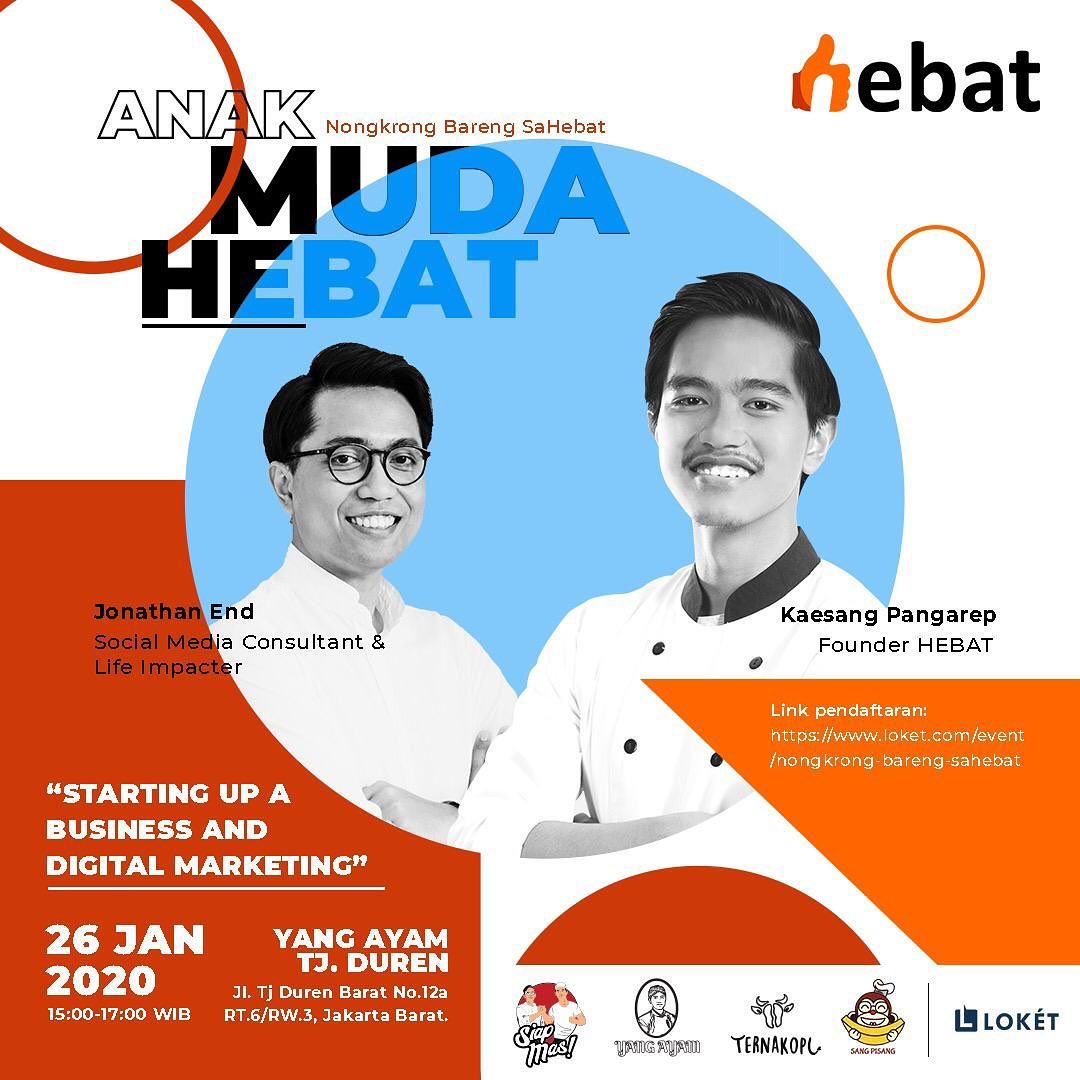 hebat
ANAK
Nongkrong Bareng SaHebat
MUDA
HEBAT
Jonathan End
Social Media Consultant &
Life Impacter
Kaesang Pangarep
Founder HEBAT
Link pendaftaran:
https://www.loket.com/event
/nongkrong-bareng-sahebat
“STARTING UP A
BUSINESS AND
DIGITAL MARKETING”
26 JAN
2020
15:00-17:00 WIB
YANG AYAM
TJ. DUREN
Jl. Tj Duren Barat No.12a
RT.6/RW.3, Jakarta Barat.
Siap
Mas!
YANG AYAM
TERNAKOPI
SANG PISANG
LOKÉT